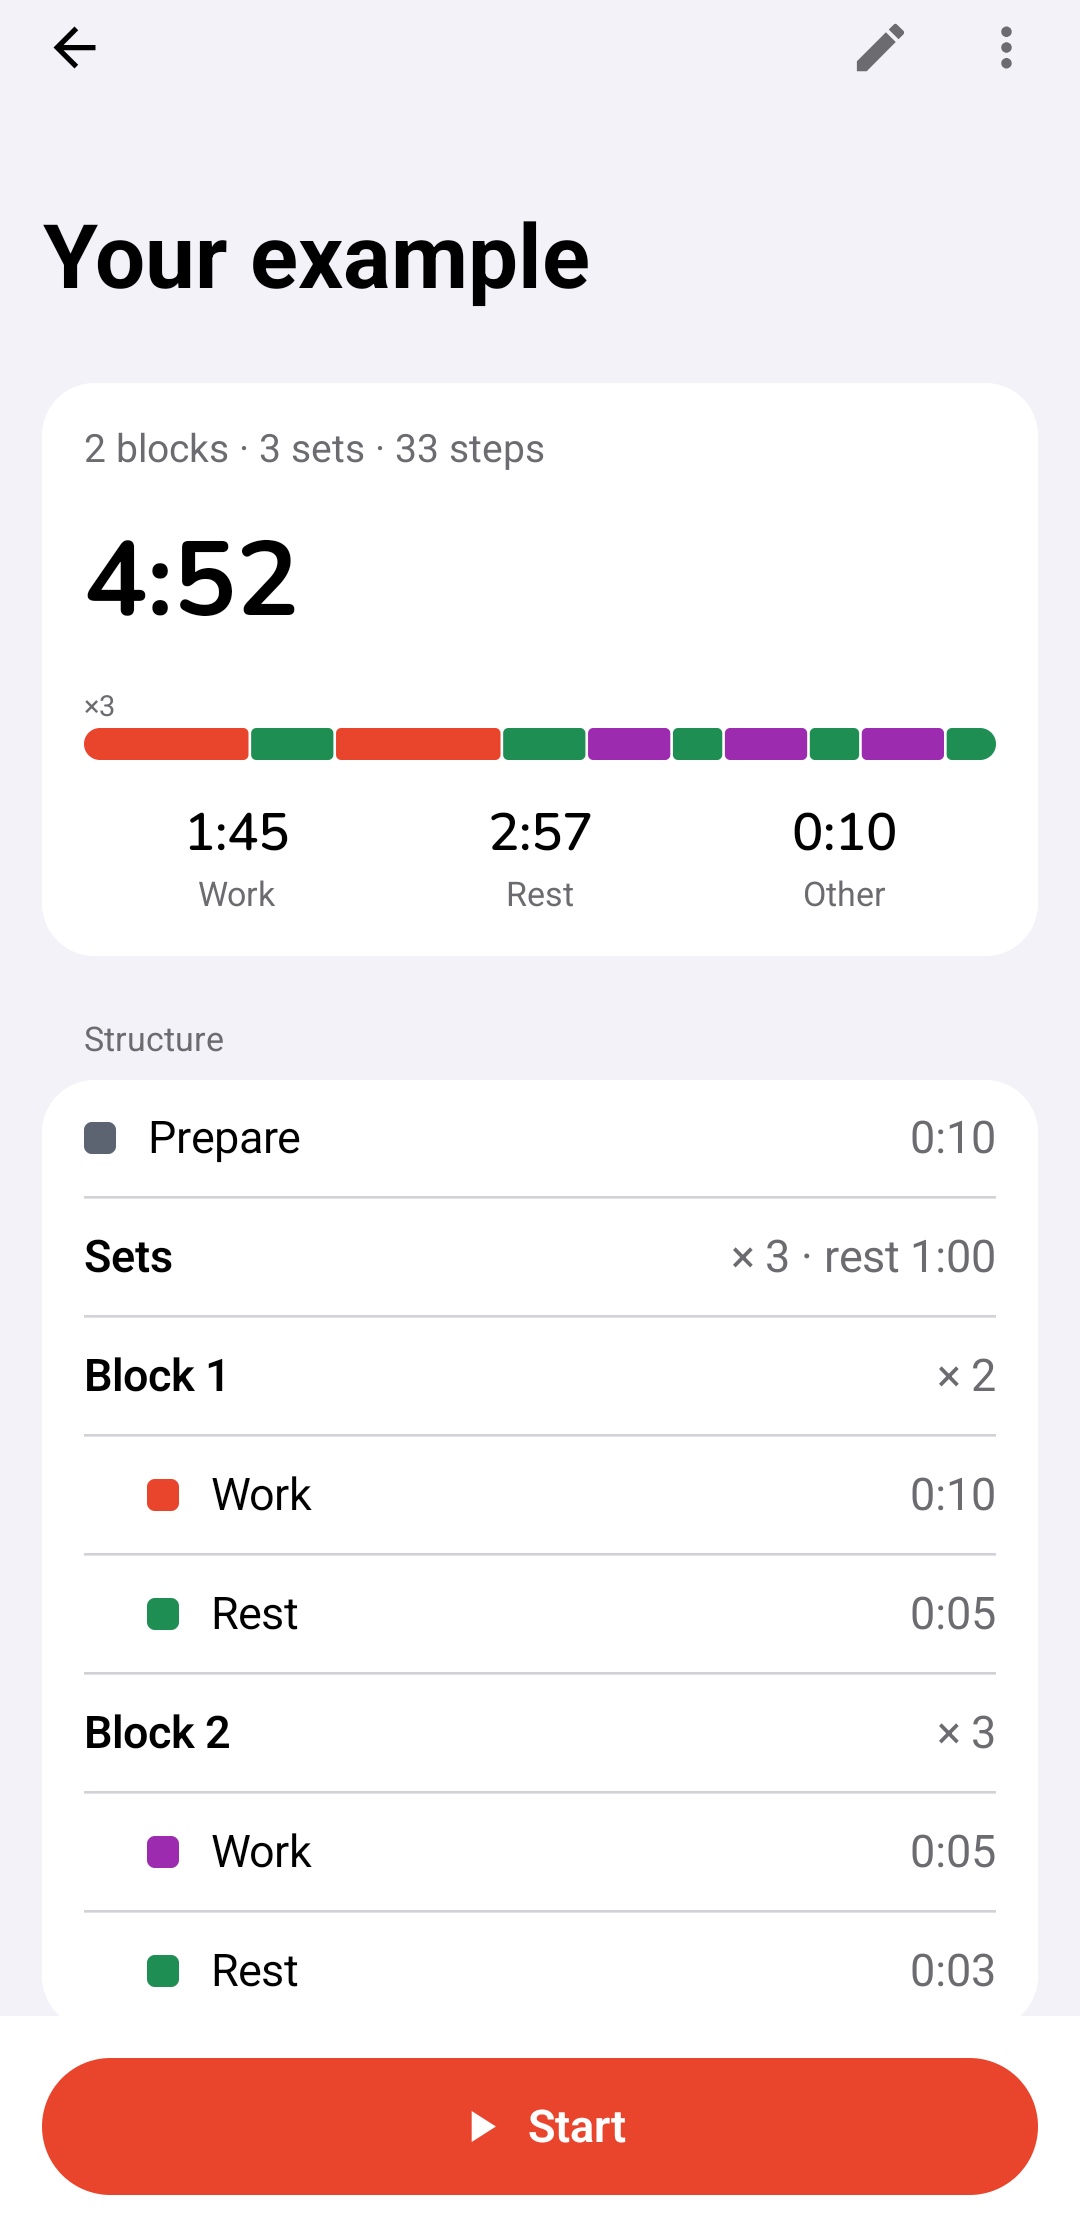 Your example
2 blocks · 3 sets · 33 steps
4:52
×3
1:45 2:57 0:10
Work Rest Other
Structure
Prepare 0:10
Sets × 3 · rest 1:00
Block 1 × 2
Work 0:10
Rest 0:05
Block 2 × 3
Work 0:05
Rest 0:03
Start